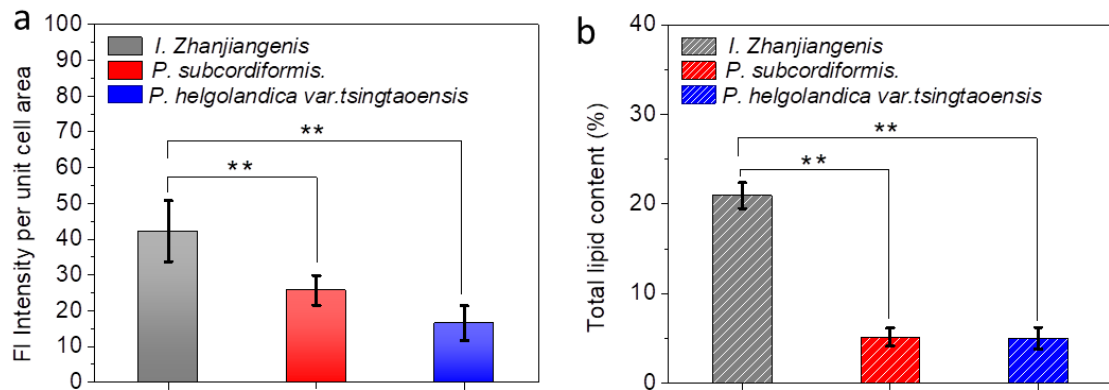 a
FI Intensity per unit cell area
100
90
80
70
60
50
40
30
20
10
0
I. Zhanjiangenis
P. subcordiformis.
P. helgolandica var.tsingtaoensis
**
**
b
Total lipid content (%)
40
30
20
10
0
I. Zhanjiangenis
P. subcordiformis.
P. helgolandica var.tsingtaoensis
**
**